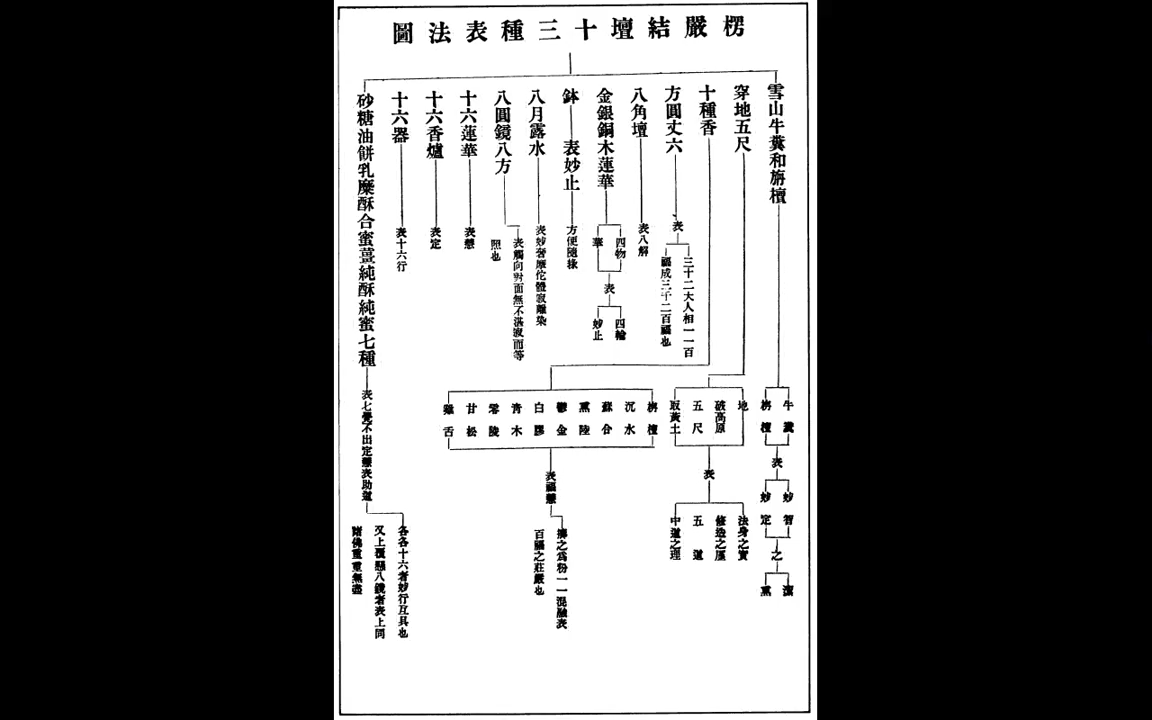 楞嚴結壇十三種表法圖
雪山牛糞和旃檀
牛糞
旃檀
表
妙智
妙定
之
潔
熏
穿地五尺
地
破高原
五尺
取黃土
表
法身之實
修造之漚
五道
中道之理
十種香
旃檀
沉水
蘇合
熏陸
鬱金
白膠
青木
零陵
甘松
雞舌
表福慧
擣之爲粉一一混融表
百福之莊嚴也
方圓丈六
表
三十二大人相一一百
福成三千二百福也
八角壇
表八解
金銀銅木蓮華
四物
華
表
四輪
妙止
鉢
表妙止
方便隨緣
八月露水
表妙奢摩佗體寂離染
八圓鏡八方
表觸向對面無不湛寂而等
照也
十六蓮華
表慧
十六香爐
表定
十六器
表十六行
砂糖油餅乳糜酥合蜜薑純酥純蜜七種
表七覺不出定慧表助道
各各十六者妙行互具也
又上覆懸八鏡者表上同
諸佛重重無盡